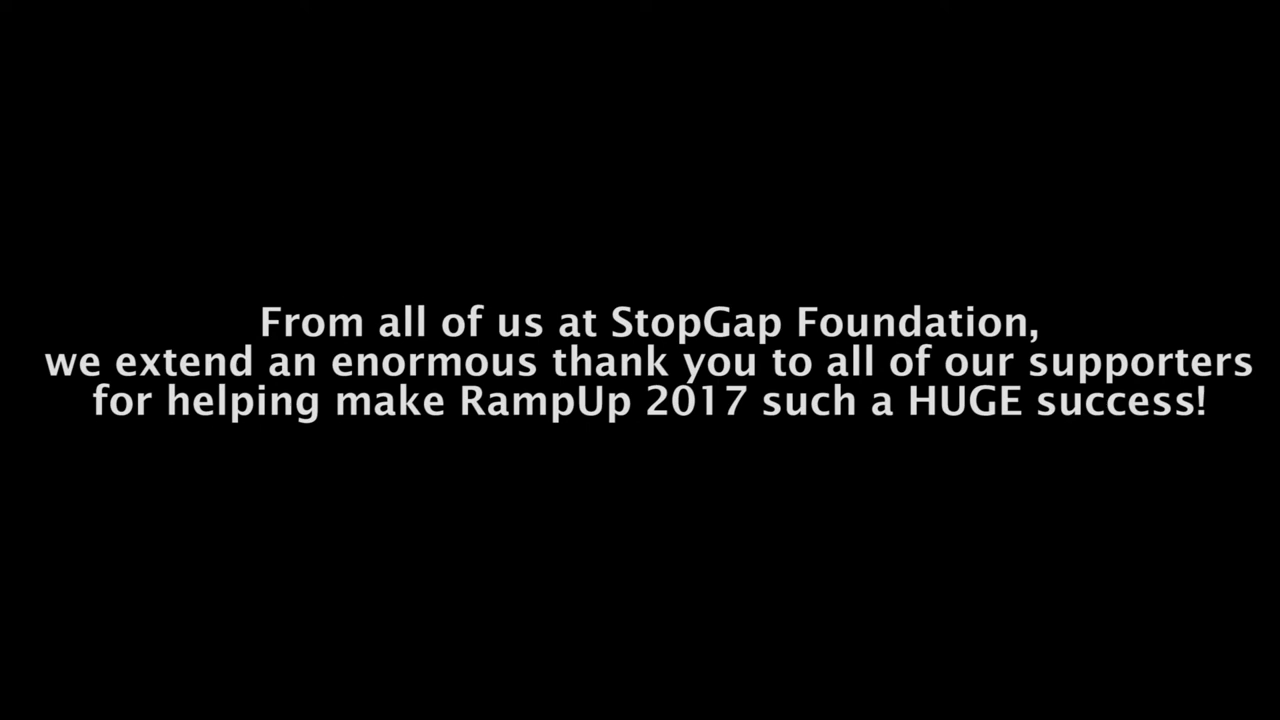 From all of us at StopGap Foundation,
we extend an enormous thank you to all of our supporters
for helping make RampUp 2017 such a HUGE success!